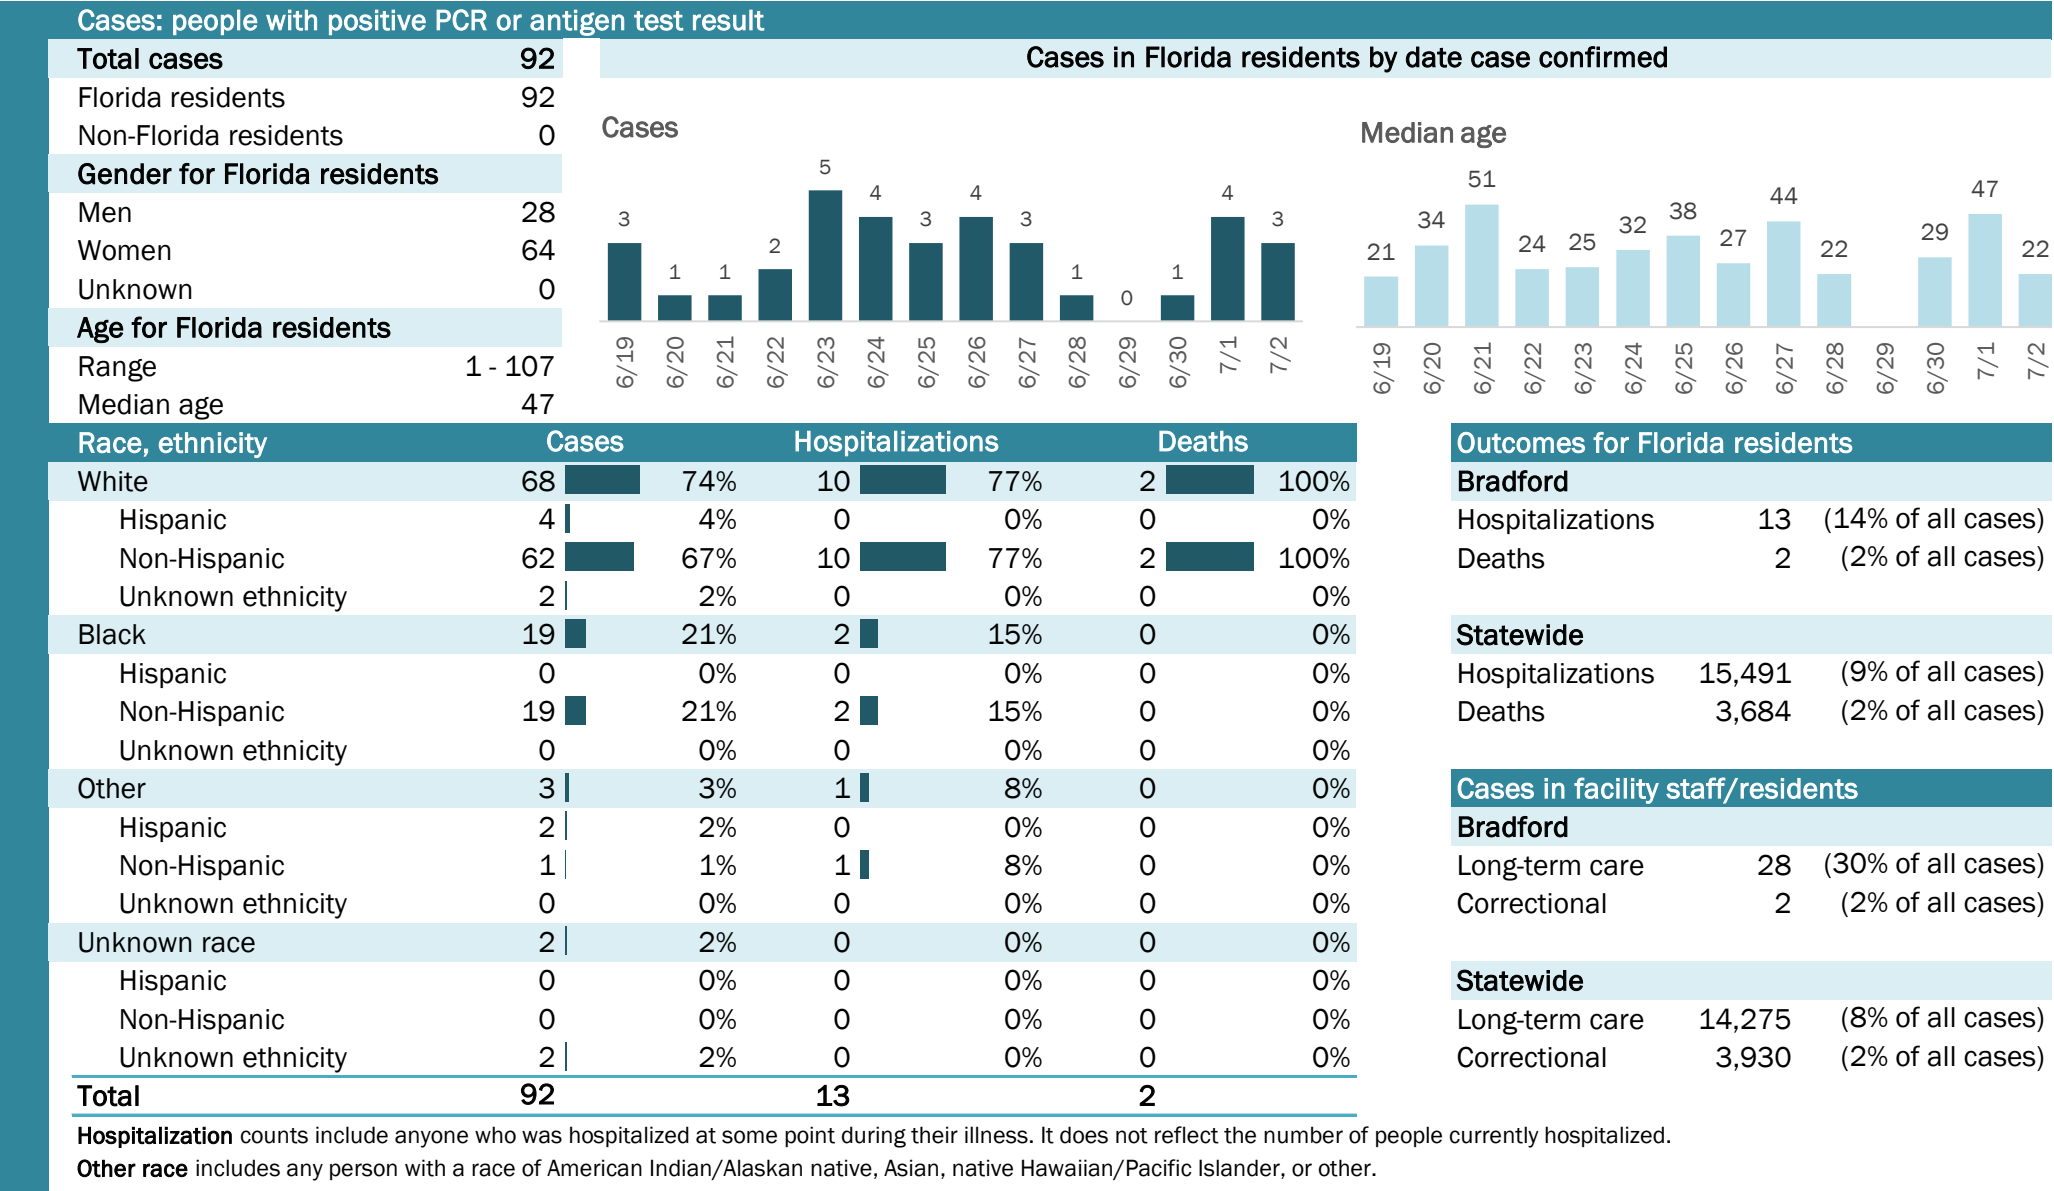 Cases: people with positive PCR or antigen test result
Total cases 92
Florida residents 92
Non-Florida residents 0
Gender for Florida residents
Men 28
Women 64
Unknown 0
Age for Florida residents
Range 1 - 107
Median age 47
Cases in Florida residents by date case confirmed
Cases
3 1 1 2 5 4 3 4 3 1 0 1 4 3
6/19 6/20 6/21 6/22 6/23 6/24 6/25 6/26 6/27 6/28 6/29 6/30 7/1 7/2
Median age
21 34 51 24 25 32 38 27 44 22 29 47 22
6/19 6/20 6/21 6/22 6/23 6/24 6/25 6/26 6/27 6/28 6/29 6/30 7/1 7/2
Race, ethnicity Cases Hospitalizations Deaths
White 68 74% 10 77% 2 100%
Hispanic 4 4% 0 0% 0 0%
Non-Hispanic 62 67% 10 77% 2 100%
Unknown ethnicity 2 2% 0 0% 0 0%
Black 19 21% 2 15% 0 0%
Hispanic 0 0% 0 0% 0 0%
Non-Hispanic 19 21% 2 15% 0 0%
Unknown ethnicity 0 0% 0 0% 0 0%
Other 3 3% 1 8% 0 0%
Hispanic 2 2% 0 0% 0 0%
Non-Hispanic 1 1% 1 8% 0 0%
Unknown ethnicity 0 0% 0 0% 0 0%
Unknown race 2 2% 0 0% 0 0%
Hispanic 0 0% 0 0% 0 0%
Non-Hispanic 0 0% 0 0% 0 0%
Unknown ethnicity 2 2% 0 0% 0 0%
Total 92 13 2
Outcomes for Florida residents
Bradford
Hospitalizations 13 (14% of all cases)
Deaths 2 (2% of all cases)
Statewide
Hospitalizations 15,491 (9% of all cases)
Deaths 3,684 (2% of all cases)
Cases in facility staff/residents
Bradford
Long-term care 28 (30% of all cases)
Correctional 2 (2% of all cases)
Statewide
Long-term care 14,275 (8% of all cases)
Correctional 3,930 (2% of all cases)
Hospitalization counts include anyone who was hospitalized at some point during their illness. It does not reflect the number of people currently hospitalized.
Other race includes any person with a race of American Indian/Alaskan native, Asian, native Hawaiian/Pacific Islander, or other.